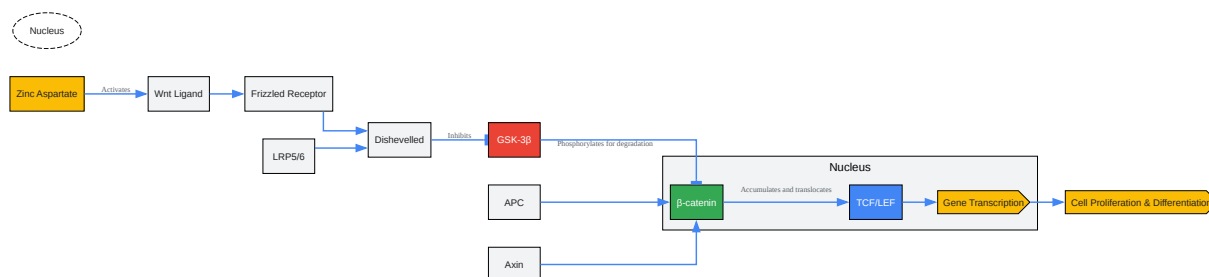 Nucleus
Zinc Aspartate
Activates
Wnt Ligand
Frizzled Receptor
LRP5/6
Dishevelled
Inhibits
GSK-3β
Phosphorylates for degradation
Nucleus
APC
β-catenin
Accumulates and translocates
TCF/LEF
Gene Transcription
Cell Proliferation & Differentiation
Axin